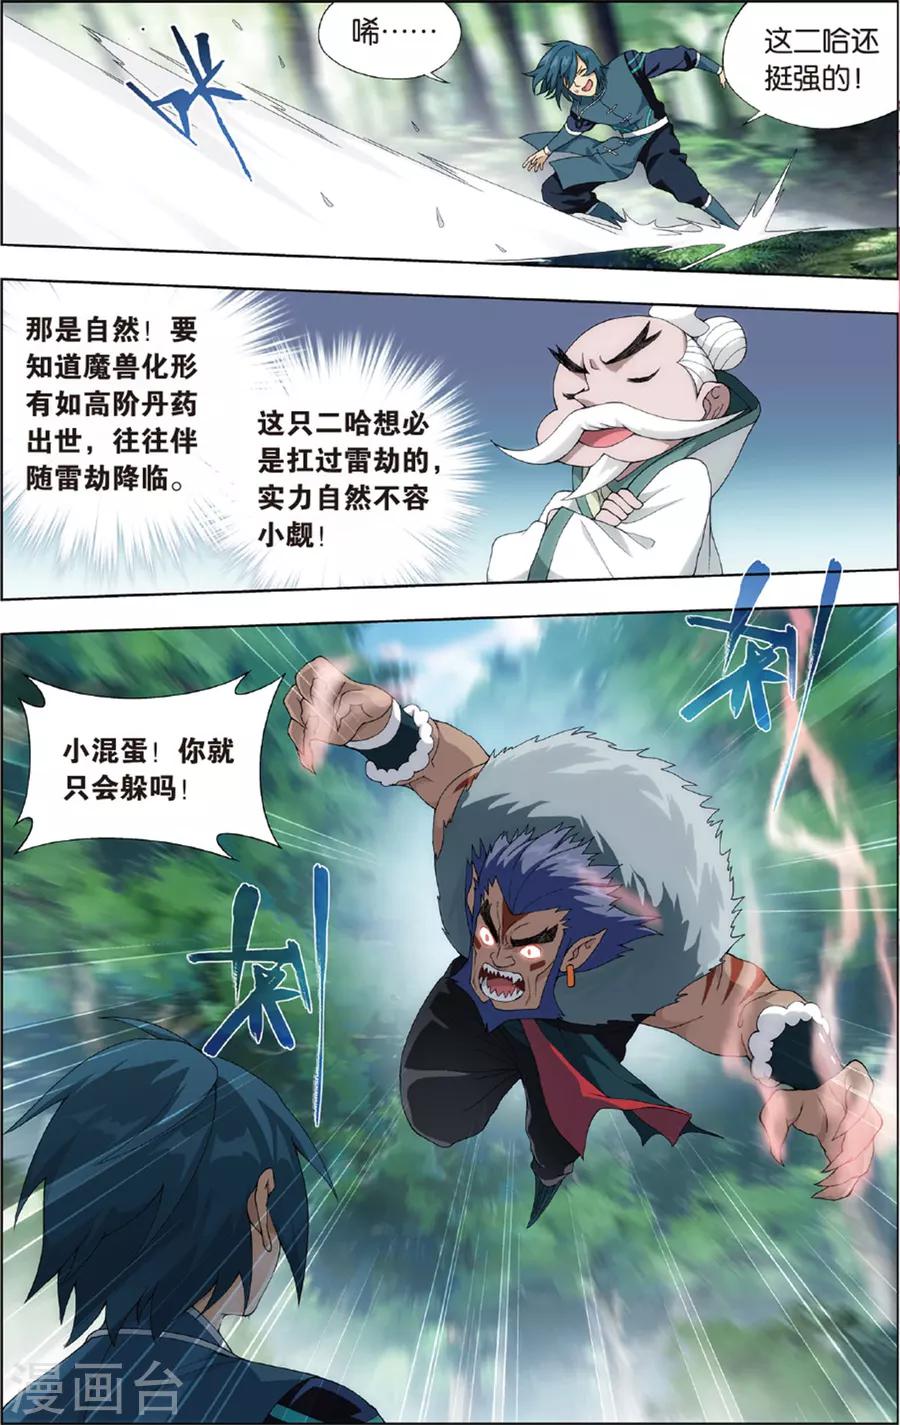 唏……
这二哈还
挺强的！
那是自然！要
知道魔兽化形
有如高阶丹药
出世，往往伴
随雷劫降临。
这只二哈想必
是扛过雷劫的，
实力自然不容
小觑！
刹
小混蛋！你就
只会躲吗！
刹
漫画台